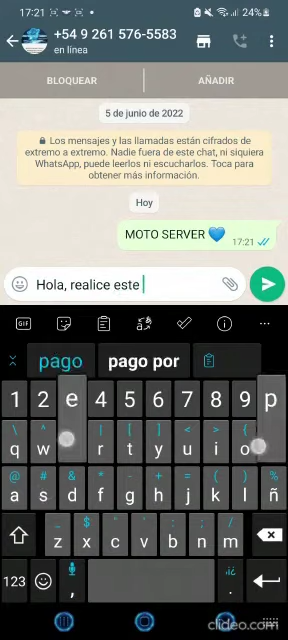 17:21 24%
+54 9 261 576-5583
en línea
BLOQUEAR AÑADIR
5 de junio de 2022
Los mensajes y las llamadas están cifrados de
extremo a extremo. Nadie fuera de este chat, ni siquiera
WhatsApp, puede leerlos ni escucharlos. Toca para
obtener más información.
Hoy
MOTO SERVER 💙 17:21
Hola, realice este
GIF
pago pago por
1 2 e 4 5 6 7 8 9 p
\ ^ | [ ] < > {
q w r t y u i o
@ # & * - + = ( ) %
a s d f g h j k l ñ
_ $ " ' : ; /
z x c v b n m
123 , .
clideo.com